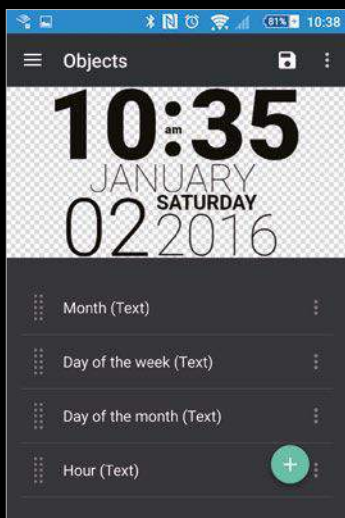 81% 10:38
Objects
10:35
am
JANUARY
SATURDAY
02 2016
Month (Text)
Day of the week (Text)
Day of the month (Text)
Hour (Text)
+